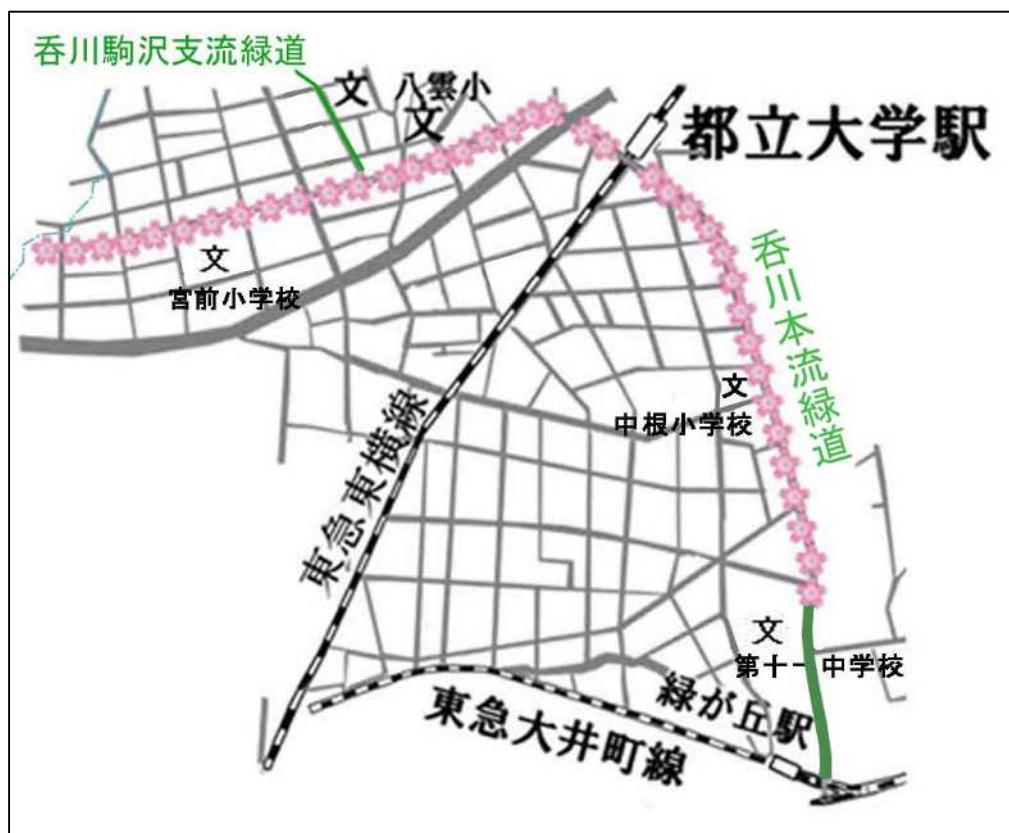 呑川駒沢支流緑道
文
八雲小
文
都立大学駅
文
宮前小学校
呑川本流緑道
文
中根小学校
東急東横線
文
第十一中学校
緑が丘駅
東急大井町線